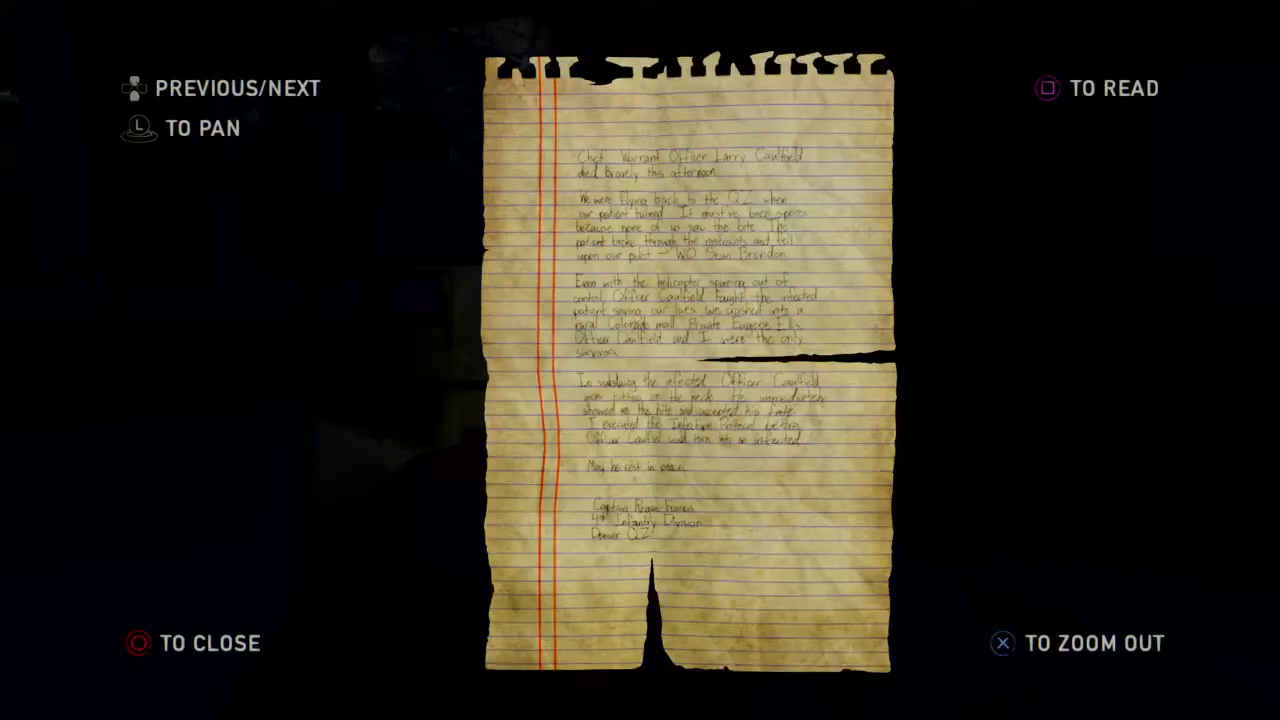 PREVIOUS/NEXT
TO PAN
TO READ
Chef Warrant Officer Larry Caulfield
died bravely this afternoon.
We were flying back to the QZ when
our patient turned. It must've been spores
because none of us saw the bite. The
patient broke through the restraints and fell
upon our pilot - WO Sean Brendon.
Even with the helicopter spinning out of
control Officer Caulfield fought the infected
patient saving our lives. We crashed into a
rural Colorado mall. Private Eugene Ellis,
Officer Caulfield and I were the only
survivors.
In subduing the infected Officer Caulfield
was bitten on the neck. He immediately
showed us the bite and accepted his fate.
I executed the Infection Protocol before
Officer Caulfield could turn into an infected.
May he rest in peace.
Captain Regan Francis
4th Infantry Division
Denver QZ
TO CLOSE
TO ZOOM OUT